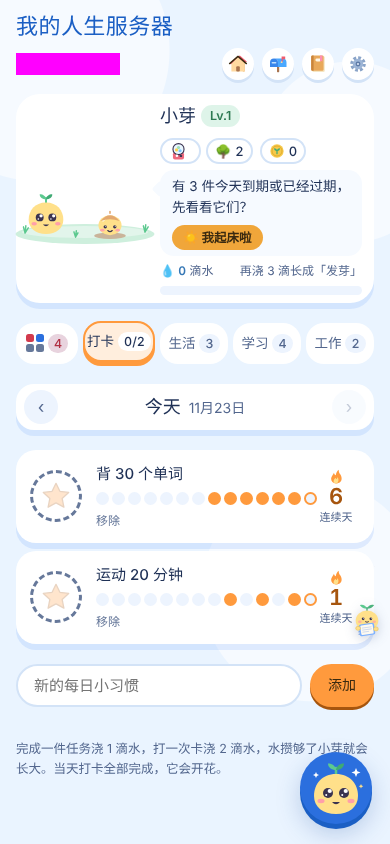 我的人生服务器
小芽 Lv.1
2 0
有 3 件今天到期或已经过期，
先看看它们?
我起床啦
0 滴水 再浇 3 滴长成「发芽」
4 打卡 0/2 生活 3 学习 4 工作 2
‹ 今天 11月23日 ›
背 30 个单词
6
移除 连续天
运动 20 分钟
1
移除 连续天
新的每日小习惯 添加
完成一件任务浇 1 滴水，打一次卡浇 2 滴水，水攒够了小芽就会
长大。当天打卡全部完成，它会开花。